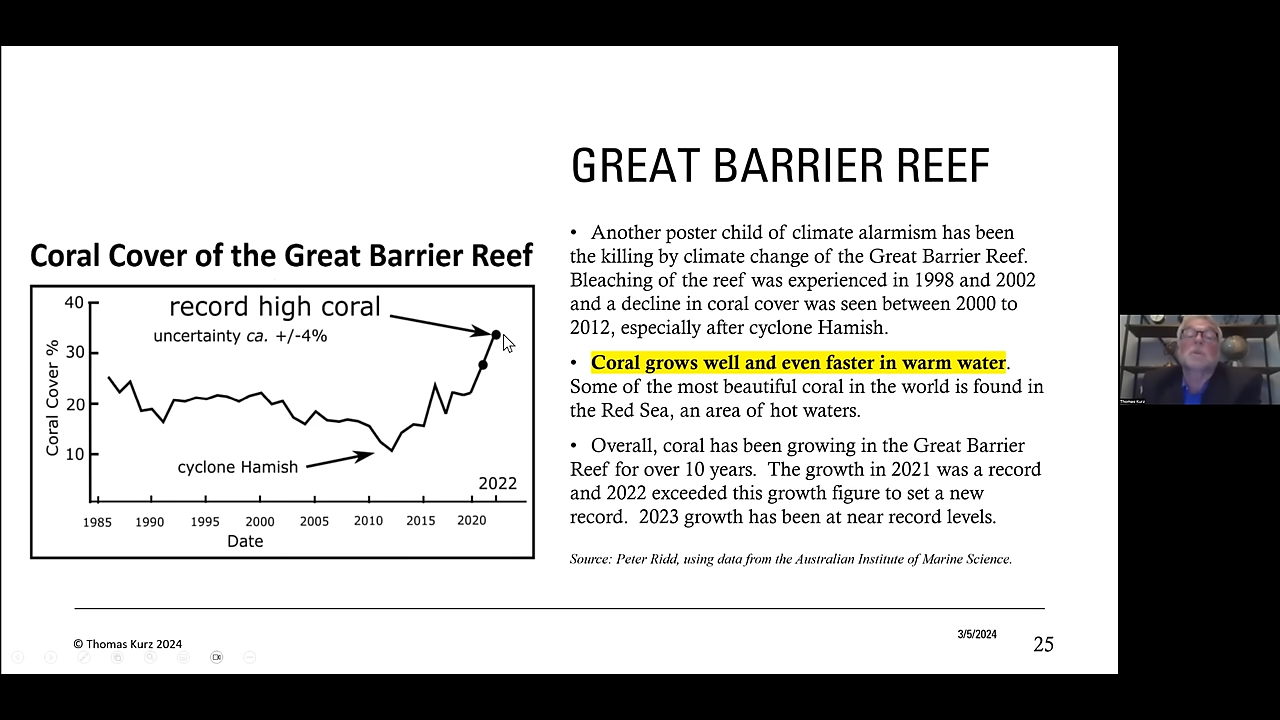 GREAT BARRIER REEF
Coral Cover of the Great Barrier Reef
40
30
20
10
Coral Cover %
record high coral
uncertainty ca. +/-4%
cyclone Hamish
2022
1985 1990 1995 2000 2005 2010 2015 2020
Date
• Another poster child of climate alarmism has been
the killing by climate change of the Great Barrier Reef.
Bleaching of the reef was experienced in 1998 and 2002
and a decline in coral cover was seen between 2000 to
2012, especially after cyclone Hamish.
• Coral grows well and even faster in warm water.
Some of the most beautiful coral in the world is found in
the Red Sea, an area of hot waters.
• Overall, coral has been growing in the Great Barrier
Reef for over 10 years. The growth in 2021 was a record
and 2022 exceeded this growth figure to set a new
record. 2023 growth has been at near record levels.
Source: Peter Ridd, using data from the Australian Institute of Marine Science.
© Thomas Kurz 2024
3/5/2024
25
Thomas Kurz